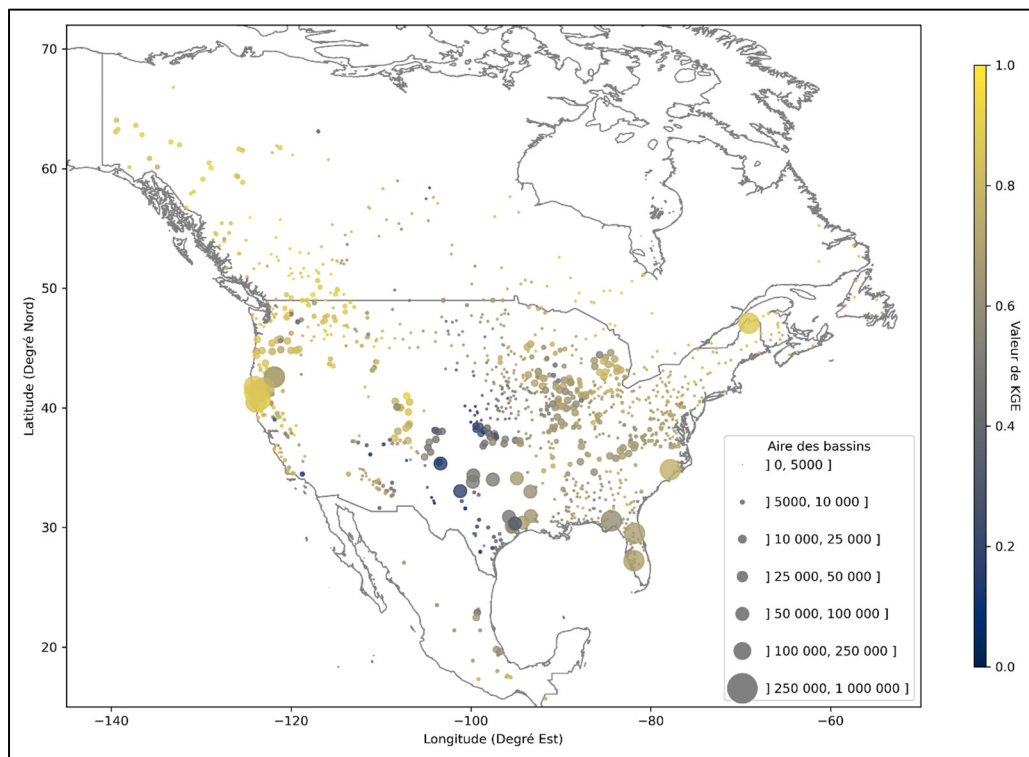 70
60
50
40
30
20
Latitude (Degré Nord)
−140
−120
−100
−80
−60
Longitude (Degré Est)
Aire des bassins
] 0, 5000 ]
] 5000, 10 000 ]
] 10 000, 25 000 ]
] 25 000, 50 000 ]
] 50 000, 100 000 ]
] 100 000, 250 000 ]
] 250 000, 1 000 000 ]
1.0
0.8
0.6
0.4
0.2
0.0
Valeur de KGE